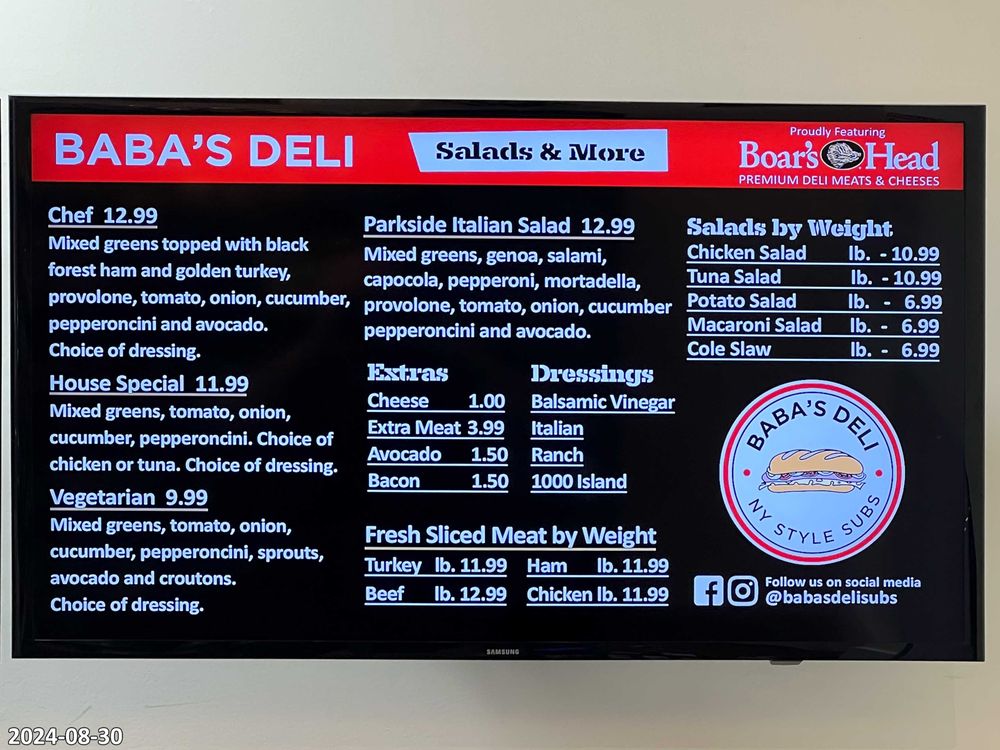 BABA'S DELI
Salads & More
Proudly Featuring
Boar's Head
PREMIUM DELI MEATS & CHEESES
Chef 12.99
Mixed greens topped with black
forest ham and golden turkey,
provolone, tomato, onion, cucumber,
pepperoncini and avocado.
Choice of dressing.
House Special 11.99
Mixed greens, tomato, onion,
cucumber, pepperoncini. Choice of
chicken or tuna. Choice of dressing.
Vegetarian 9.99
Mixed greens, tomato, onion,
cucumber, pepperoncini, sprouts,
avocado and croutons.
Choice of dressing.
Parkside Italian Salad 12.99
Mixed greens, genoa, salami,
capocola, pepperoni, mortadella,
provolone, tomato, onion, cucumber
pepperoncini and avocado.
Extras
Cheese 1.00
Extra Meat 3.99
Avocado 1.50
Bacon 1.50
Dressings
Balsamic Vinegar
Italian
Ranch
1000 Island
Fresh Sliced Meat by Weight
Turkey lb. 11.99 Ham lb. 11.99
Beef lb. 12.99 Chicken lb. 11.99
Salads by Weight
Chicken Salad lb. - 10.99
Tuna Salad lb. - 10.99
Potato Salad lb. - 6.99
Macaroni Salad lb. - 6.99
Cole Slaw lb. - 6.99
BABA'S DELI
NY STYLE SUBS
Follow us on social media
@babasdelisubs
SAMSUNG
2024-08-30